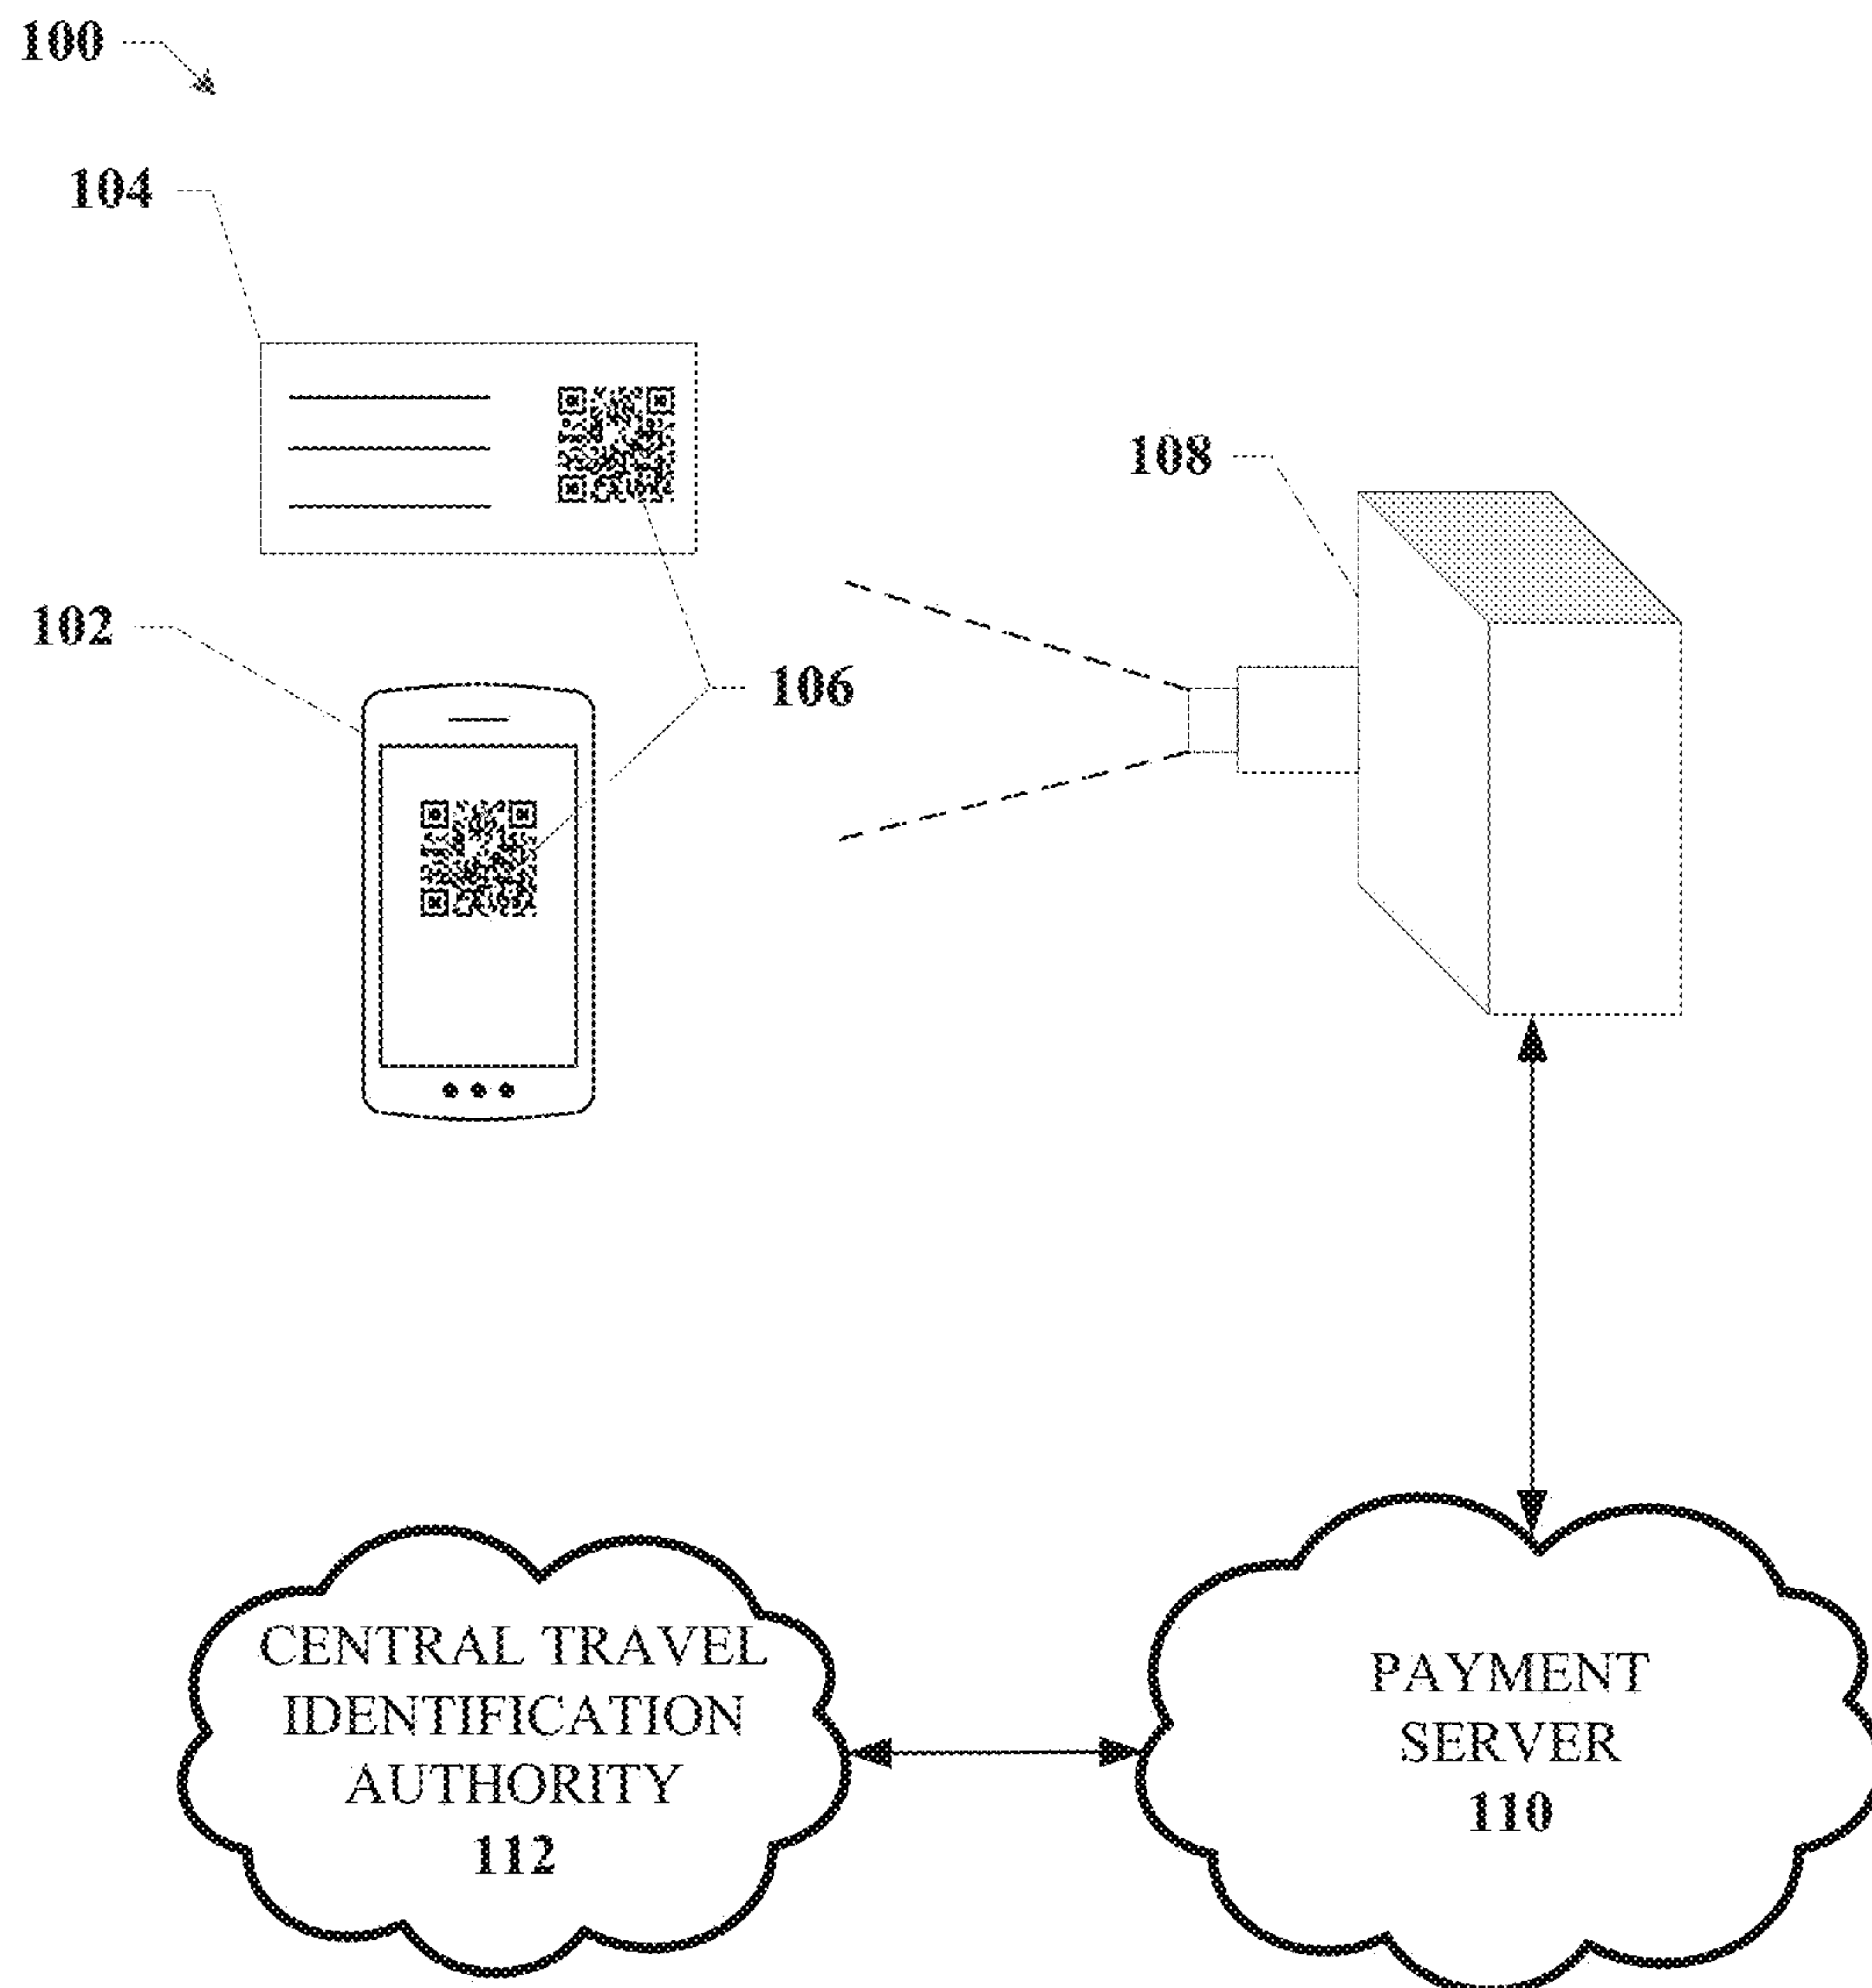 100
104
108
102
106
CENTRAL TRAVEL
IDENTIFICATION
AUTHORITY
112
PAYMENT
SERVER
110